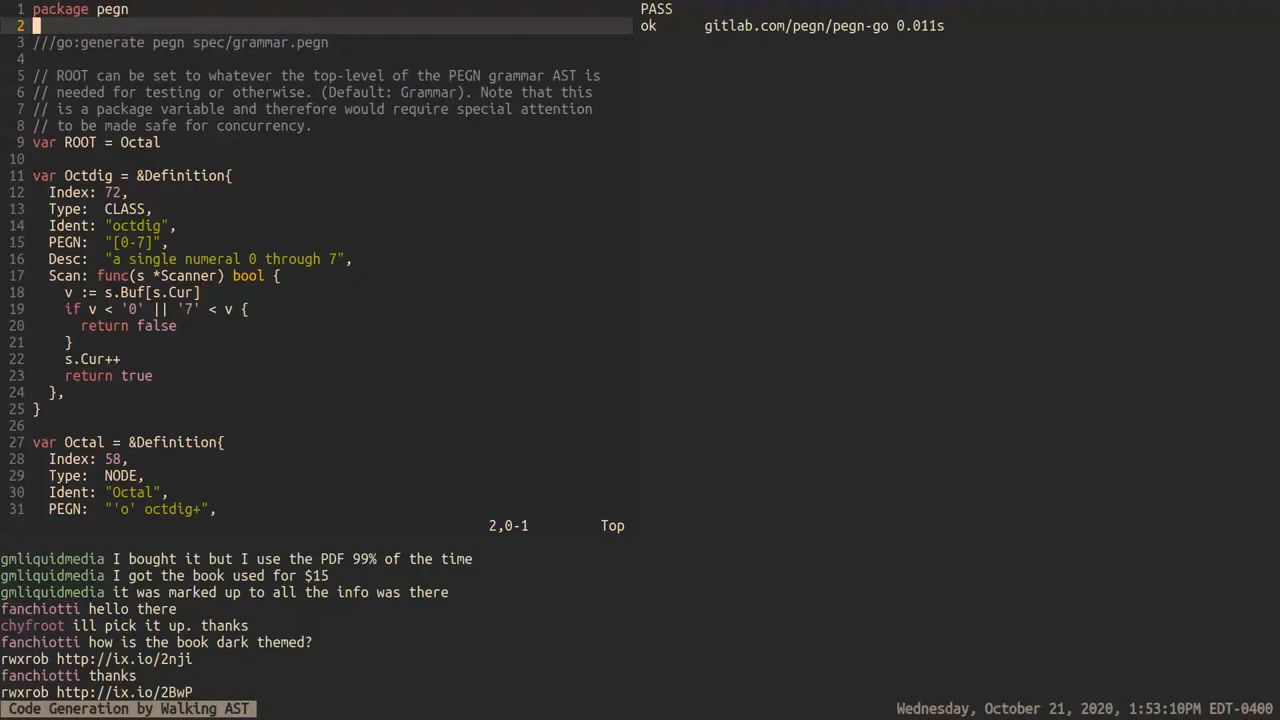 1 package pegn
2
3 ///go:generate pegn spec/grammar.pegn
4
5 // ROOT can be set to whatever the top-level of the PEGN grammar AST is
6 // needed for testing or otherwise. (Default: Grammar). Note that this
7 // is a package variable and therefore would require special attention
8 // to be made safe for concurrency.
9 var ROOT = Octal
10
11 var Octdig = &Definition{
12   Index: 72,
13   Type:  CLASS,
14   Ident: "octdig",
15   PEGN:  "[0-7]",
16   Desc:  "a single numeral 0 through 7",
17   Scan: func(s *Scanner) bool {
18     v := s.Buf[s.Cur]
19     if v < '0' || '7' < v {
20       return false
21     }
22     s.Cur++
23     return true
24   },
25 }
26
27 var Octal = &Definition{
28   Index: 58,
29   Type:  NODE,
30   Ident: "Octal",
31   PEGN:  "'o' octdig+",
2,0-1 Top
PASS
ok gitlab.com/pegn/pegn-go 0.011s
gmliquidmedia I bought it but I use the PDF 99% of the time
gmliquidmedia I got the book used for $15
gmliquidmedia it was marked up to all the info was there
fanchiotti hello there
chyfroot ill pick it up. thanks
fanchiotti how is the book dark themed?
rwxrob http://ix.io/2nji
fanchiotti thanks
rwxrob http://ix.io/2BwP
Code Generation by Walking AST
Wednesday, October 21, 2020, 1:53:10PM EDT-0400